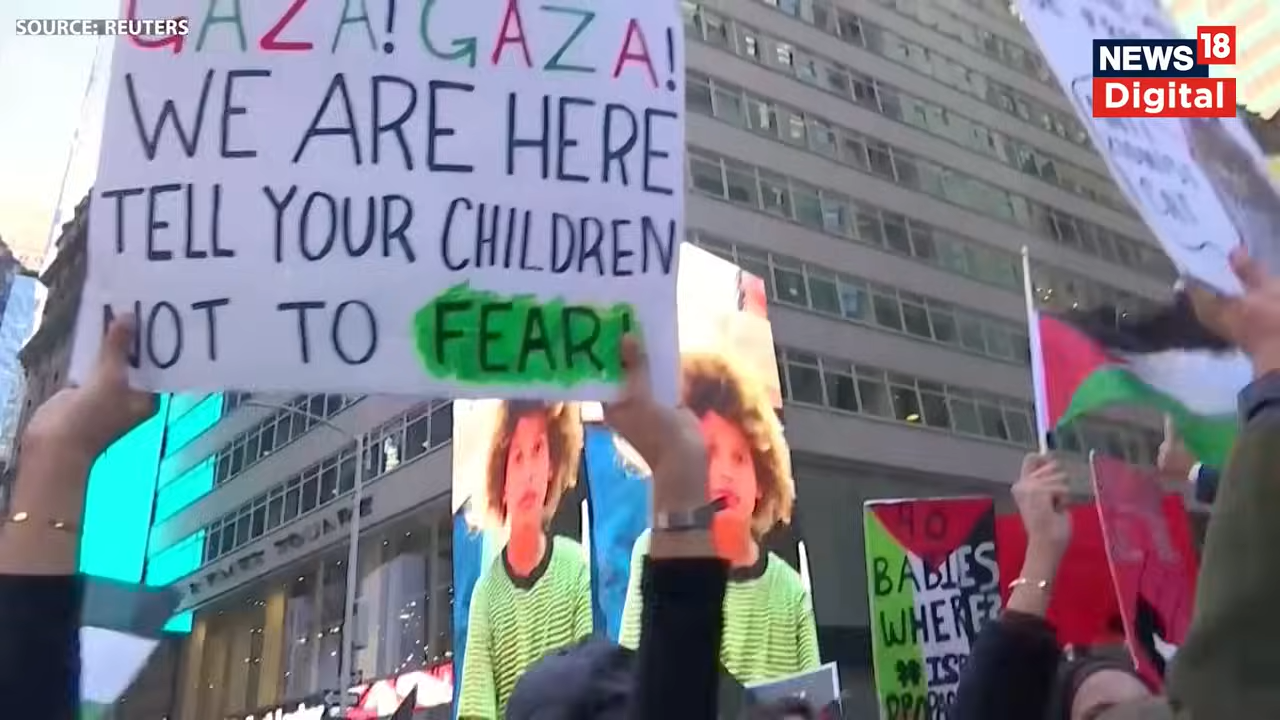 SOURCE: REUTERS
NEWS 18
Digital
GAZA! GAZA!
WE ARE HERE
TELL YOUR CHILDREN
NOT TO FEAR!
40
BABIES
WHERE?